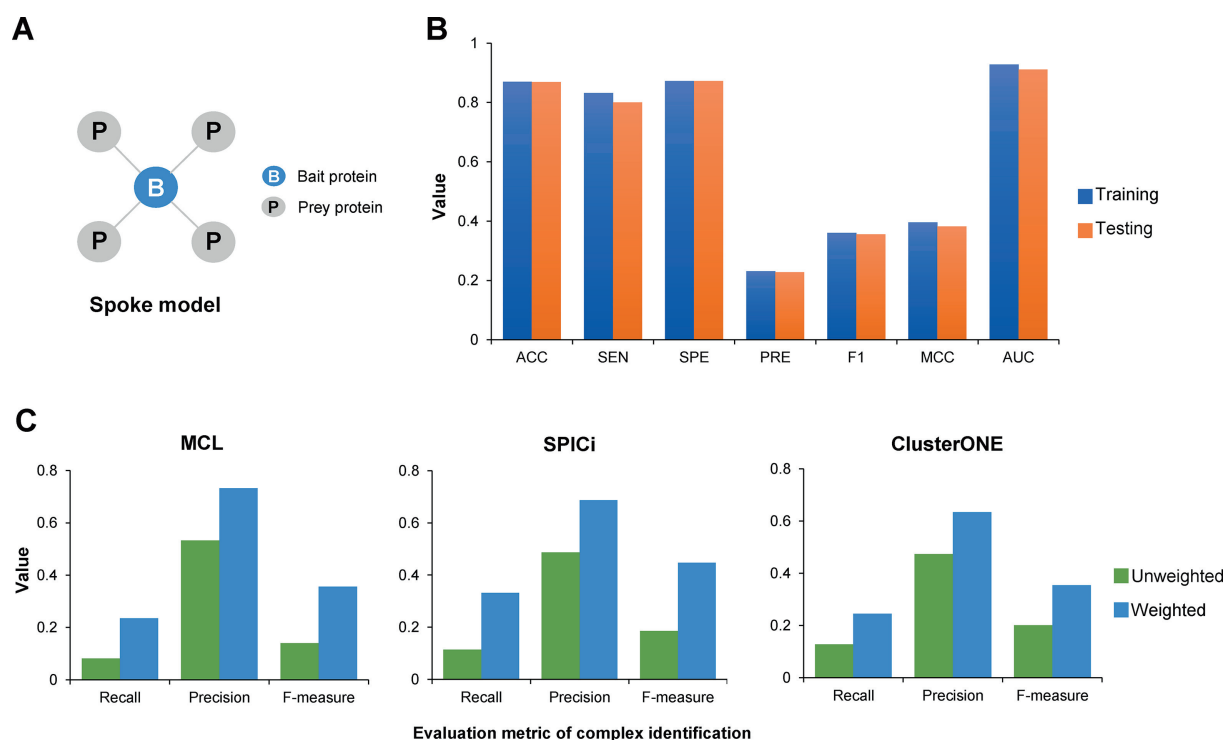 A
P
P
B
P
P
B Bait protein
P Prey protein
Spoke model
B
Value
1
0.8
0.6
0.4
0.2
0
ACC SEN SPE PRE F1 MCC AUC
Training
Testing
C
MCL
Value
0.8
0.6
0.4
0.2
0
Recall Precision F-measure
SPICi
0.8
0.6
0.4
0.2
0
Recall Precision F-measure
ClusterONE
0.8
0.6
0.4
0.2
0
Recall Precision F-measure
Unweighted
Weighted
Evaluation metric of complex identification